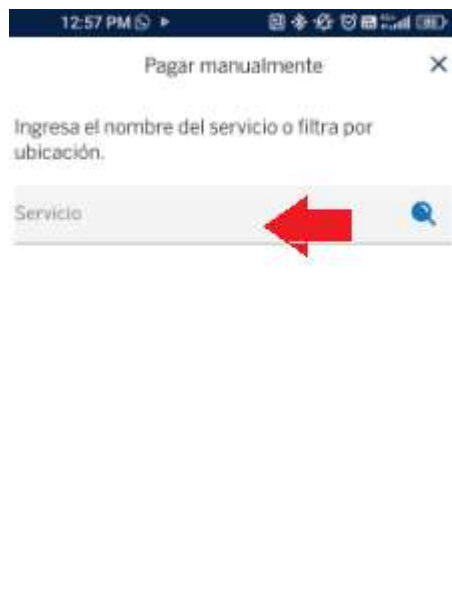 12:57 PM
Pagar manualmente
Ingresa el nombre del servicio o filtra por
ubicación.
Servicio